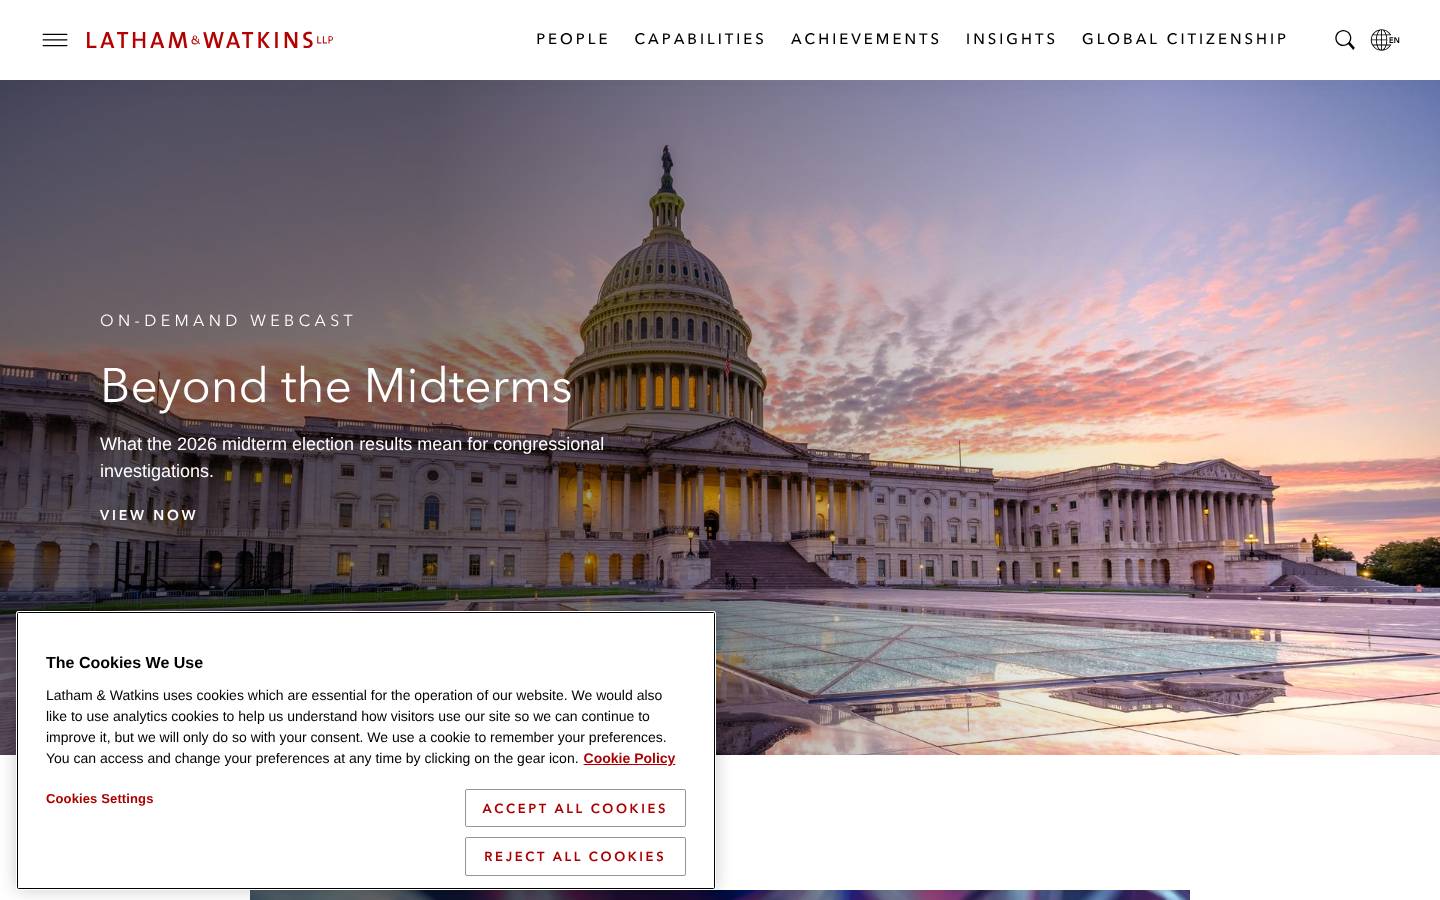 LATHAM&WATKINS LLP
PEOPLE CAPABILITIES ACHIEVEMENTS INSIGHTS GLOBAL CITIZENSHIP EN
ON-DEMAND WEBCAST
Beyond the Midterms
What the 2026 midterm election results mean for congressional
investigations.
VIEW NOW
The Cookies We Use
Latham & Watkins uses cookies which are essential for the operation of our website. We would also
like to use analytics cookies to help us understand how visitors use our site so we can continue to
improve it, but we will only do so with your consent. We use a cookie to remember your preferences.
You can access and change your preferences at any time by clicking on the gear icon. Cookie Policy
Cookies Settings
ACCEPT ALL COOKIES
REJECT ALL COOKIES